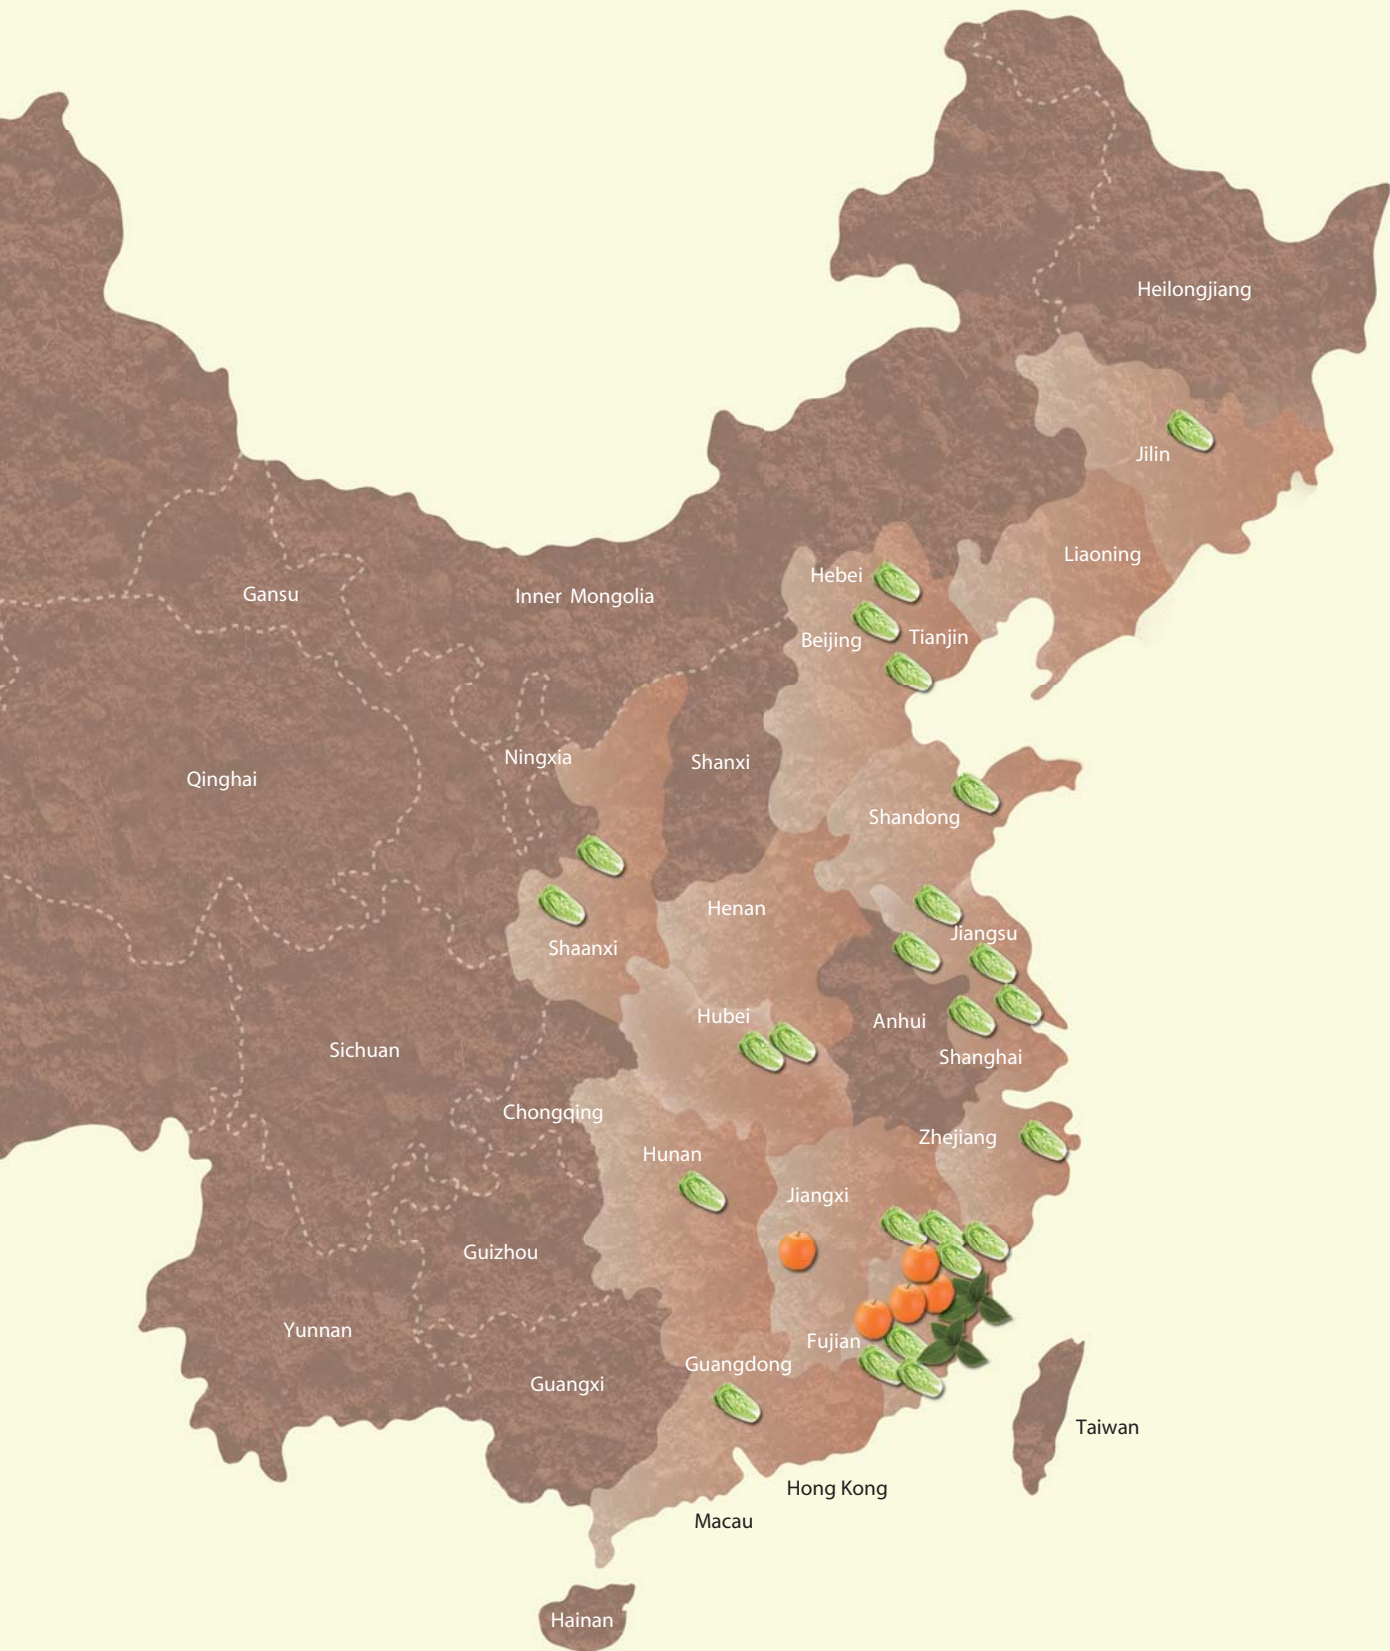 Heilongjiang
Jilin
Liaoning
Hebei
Gansu
Inner Mongolia
Beijing
Tianjin
Ningxia
Shanxi
Qinghai
Shandong
Henan
Jiangsu
Shaanxi
Hubei
Anhui
Sichuan
Shanghai
Chongqing
Zhejiang
Hunan
Jiangxi
Guizhou
Yunnan
Fujian
Guangdong
Guangxi
Taiwan
Hong Kong
Macau
Hainan